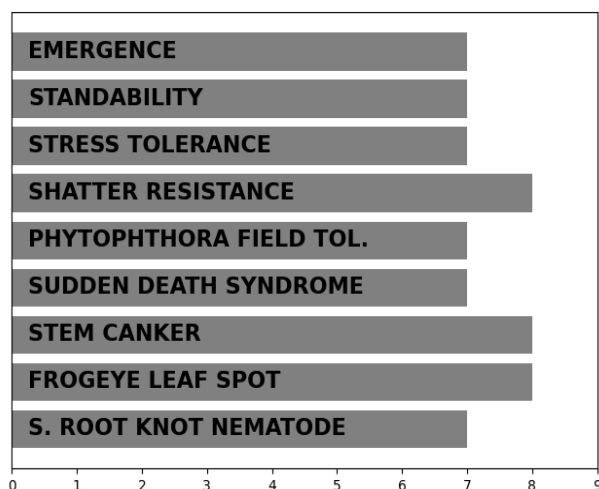 EMERGENCE
STANDABILITY
STRESS TOLERANCE
SHATTER RESISTANCE
PHYTOPHTHORA FIELD TOL.
SUDDEN DEATH SYNDROME
STEM CANKER
FROGEYE LEAF SPOT
S. ROOT KNOT NEMATODE
0 1 2 3 4 5 6 7 8 9